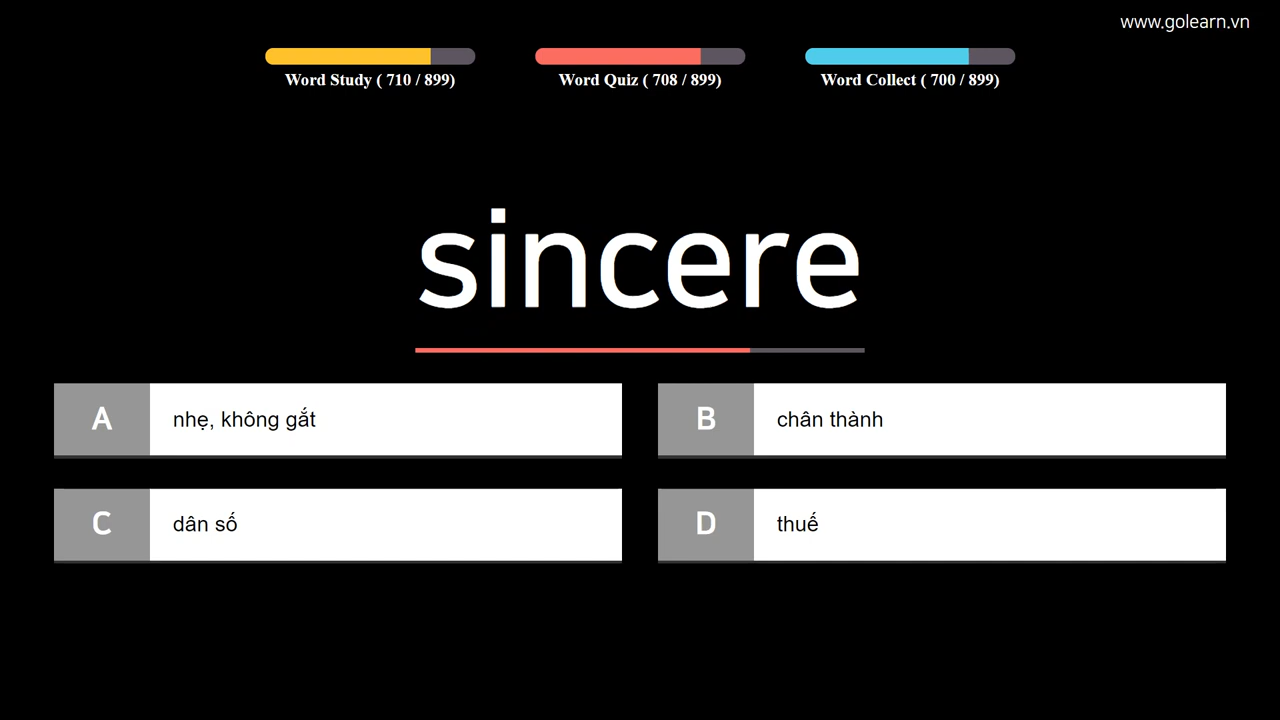 www.golearn.vn
Word Study ( 710 / 899)
Word Quiz ( 708 / 899)
Word Collect ( 700 / 899)
sincere
A nhẹ, không gắt
B chân thành
C dân số
D thuế